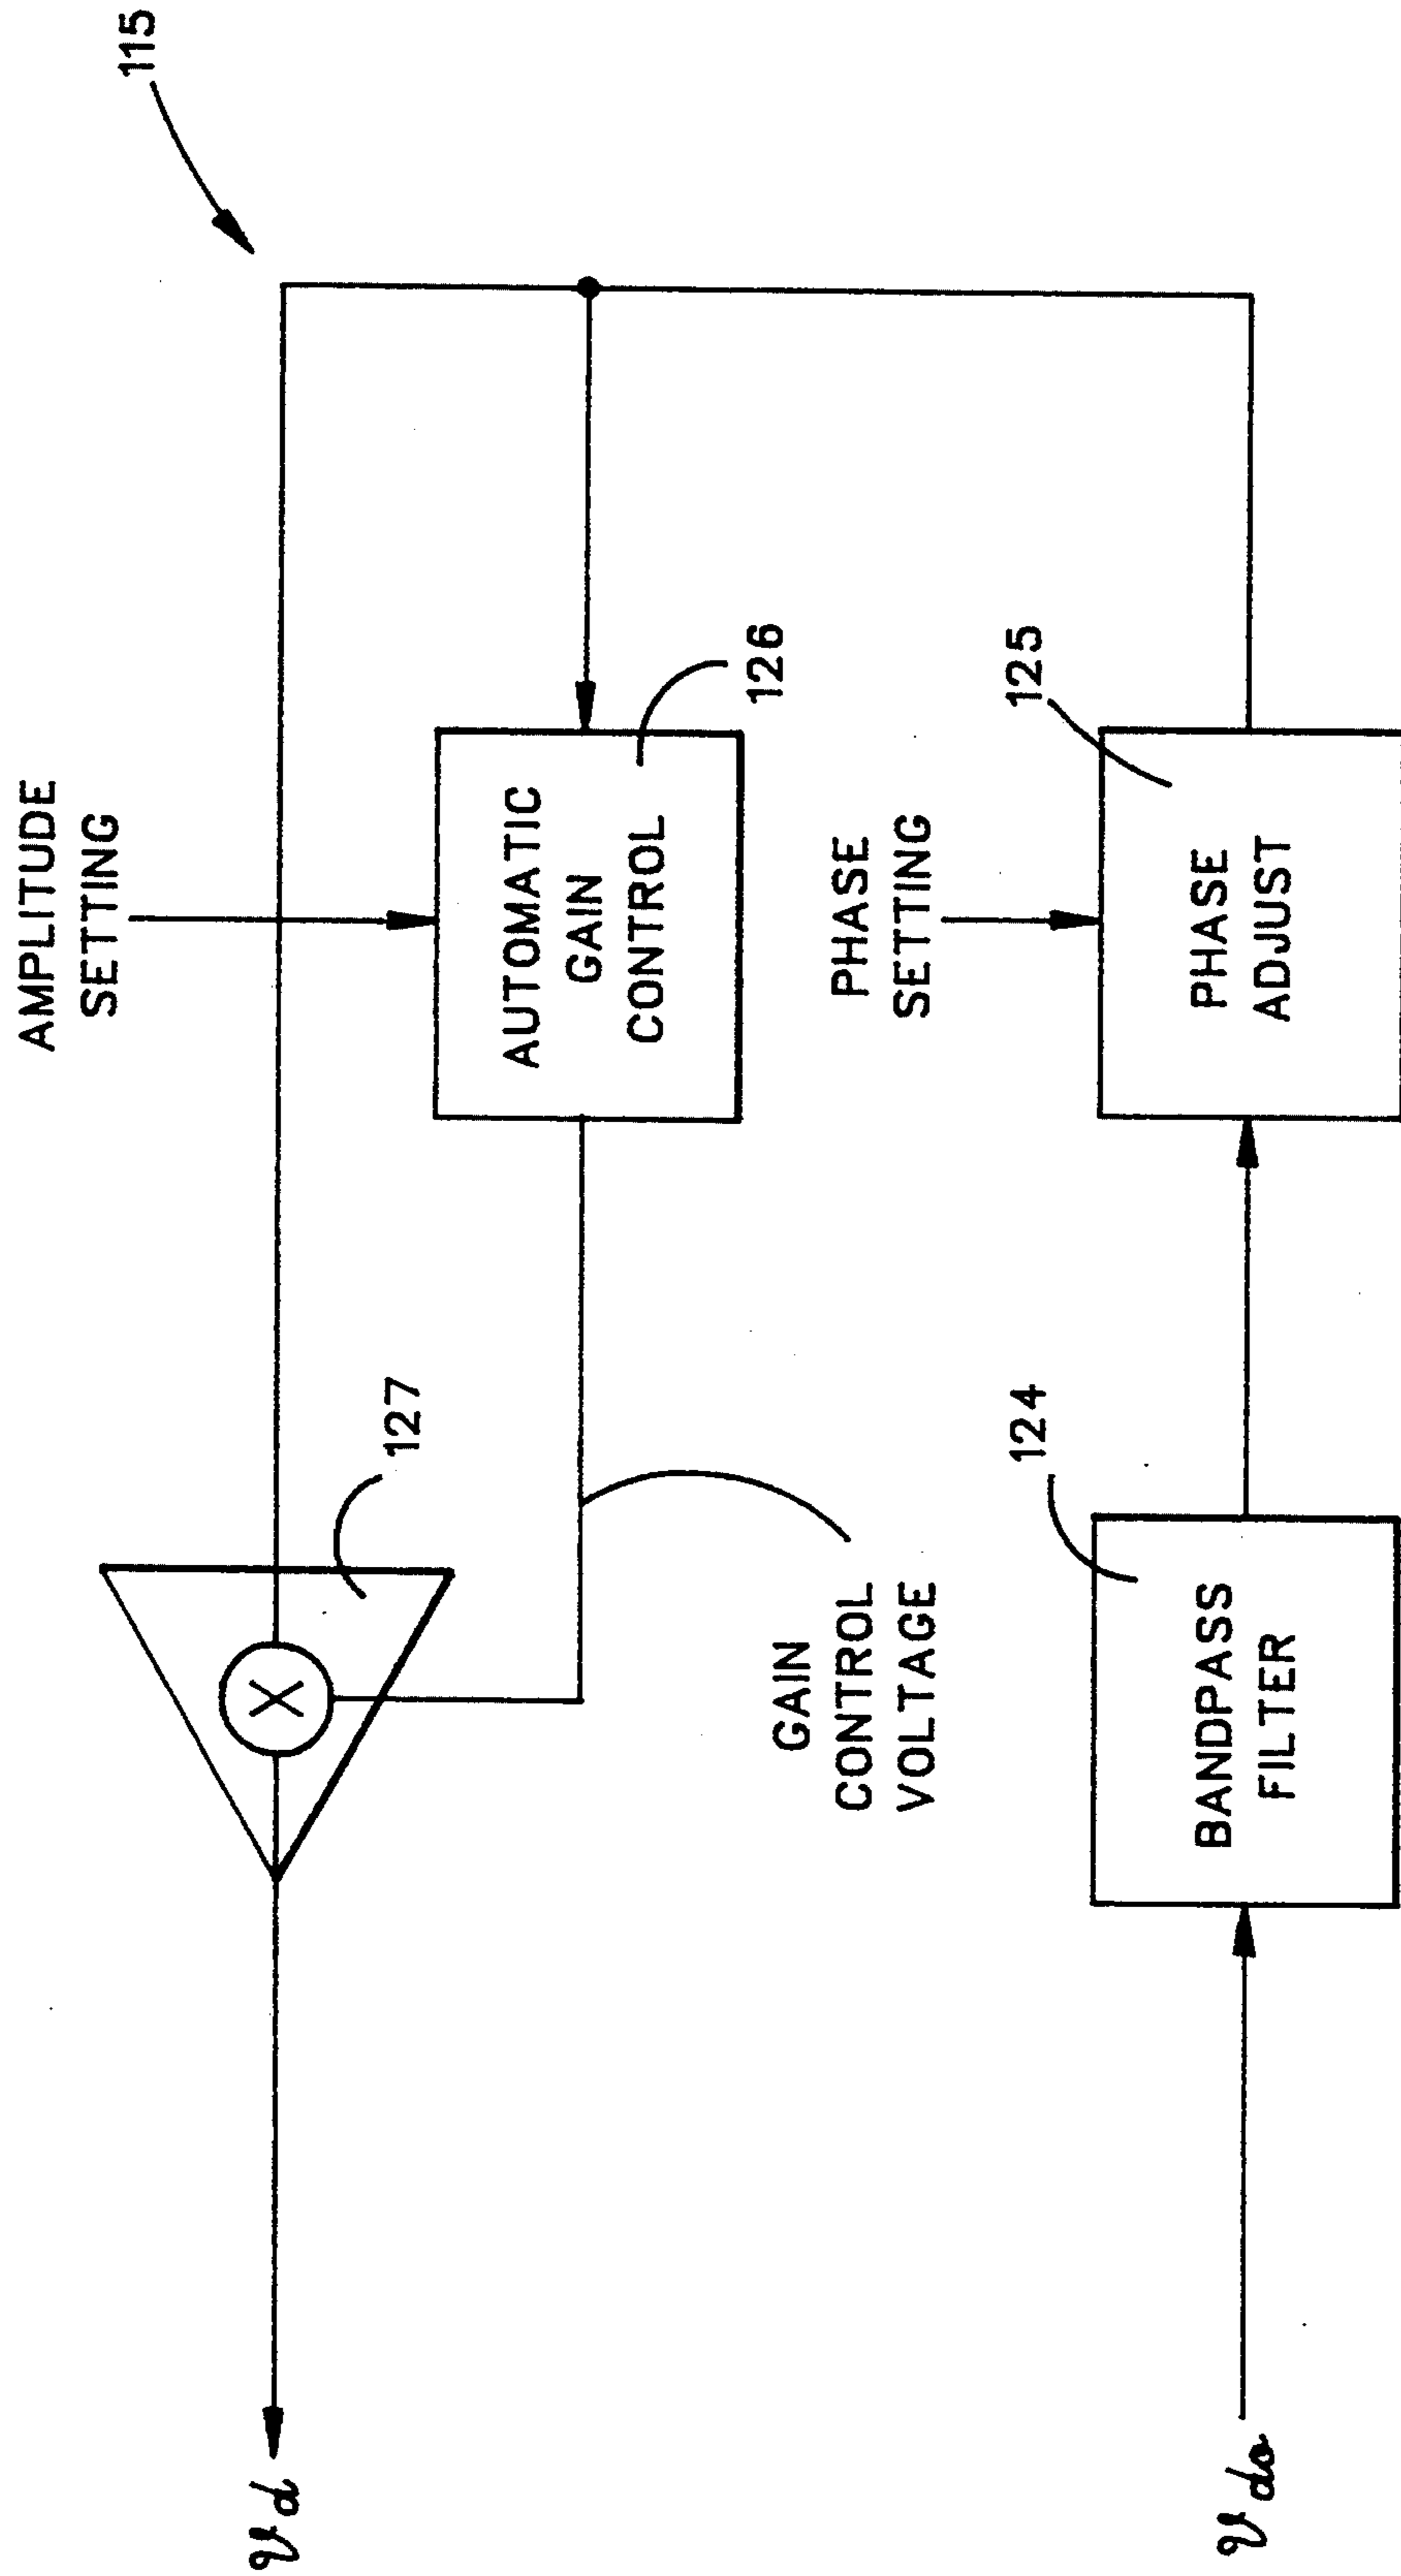 115
AMPLITUDE
SETTING
AUTOMATIC
GAIN
CONTROL
126
127
X
vd
GAIN
CONTROL
VOLTAGE
PHASE
SETTING
125
PHASE
ADJUST
124
BANDPASS
FILTER
vdo